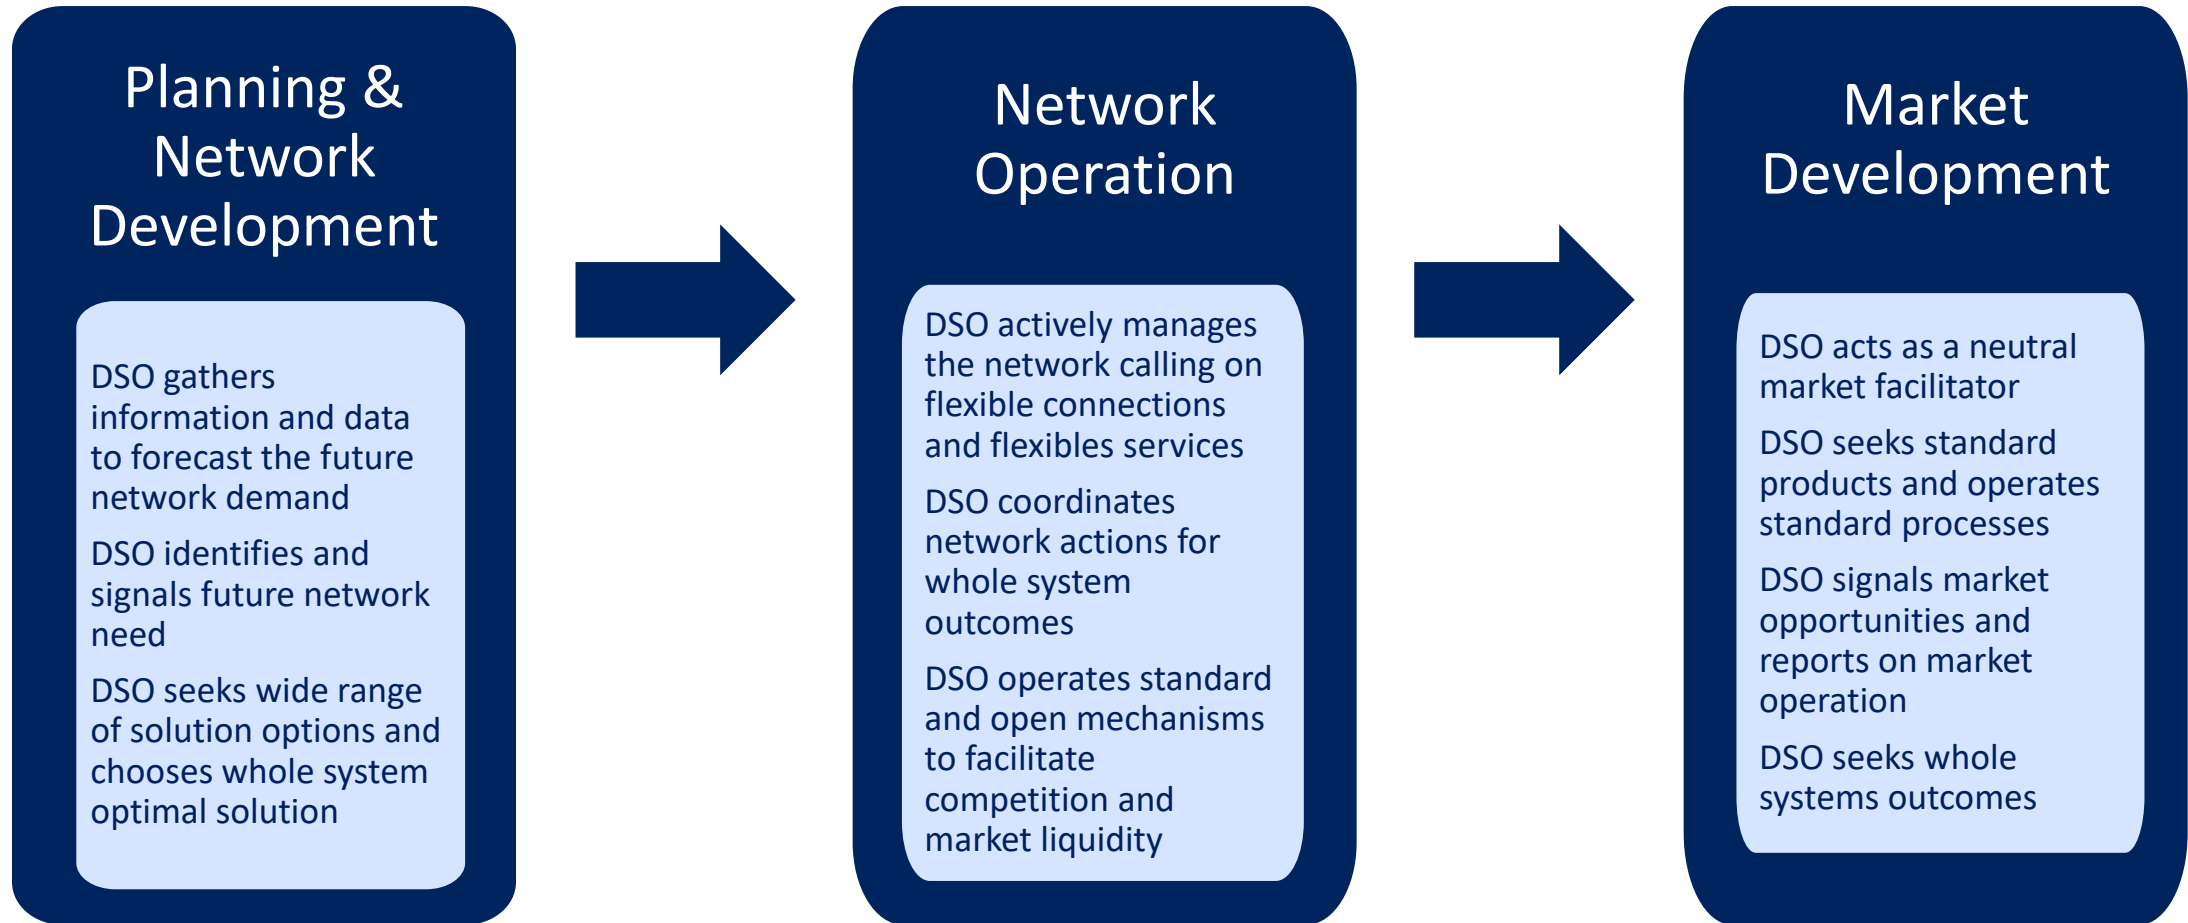 Planning &
Network
Development
DSO gathers
information and data
to forecast the future
network demand
DSO identifies and
signals future network
need
DSO seeks wide range
of solution options and
chooses whole system
optimal solution
Network
Operation
DSO actively manages
the network calling on
flexible connections
and flexibles services
DSO coordinates
network actions for
whole system
outcomes
DSO operates standard
and open mechanisms
to facilitate
competition and
market liquidity
Market
Development
DSO acts as a neutral
market facilitator
DSO seeks standard
products and operates
standard processes
DSO signals market
opportunities and
reports on market
operation
DSO seeks whole
systems outcomes